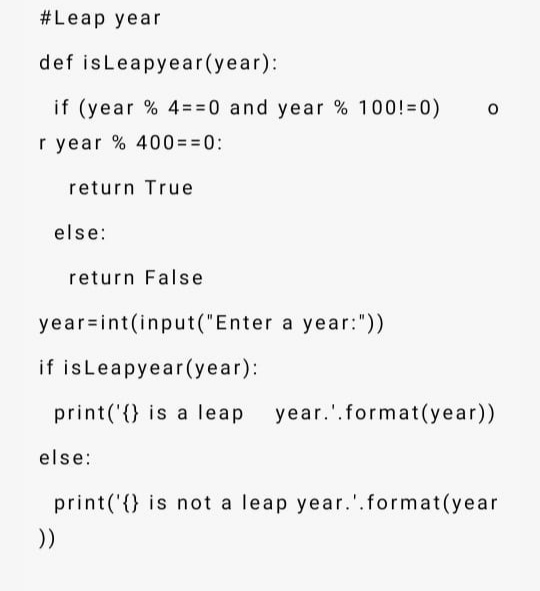 #Leap year
def isLeapyear(year):
  if (year % 4==0 and year % 100!=0)    o
r year % 400==0:
    return True
  else:
    return False
year=int(input("Enter a year:"))
if isLeapyear(year):
  print('{} is a leap   year.'.format(year))
else:
  print('{} is not a leap year.'.format(year
))